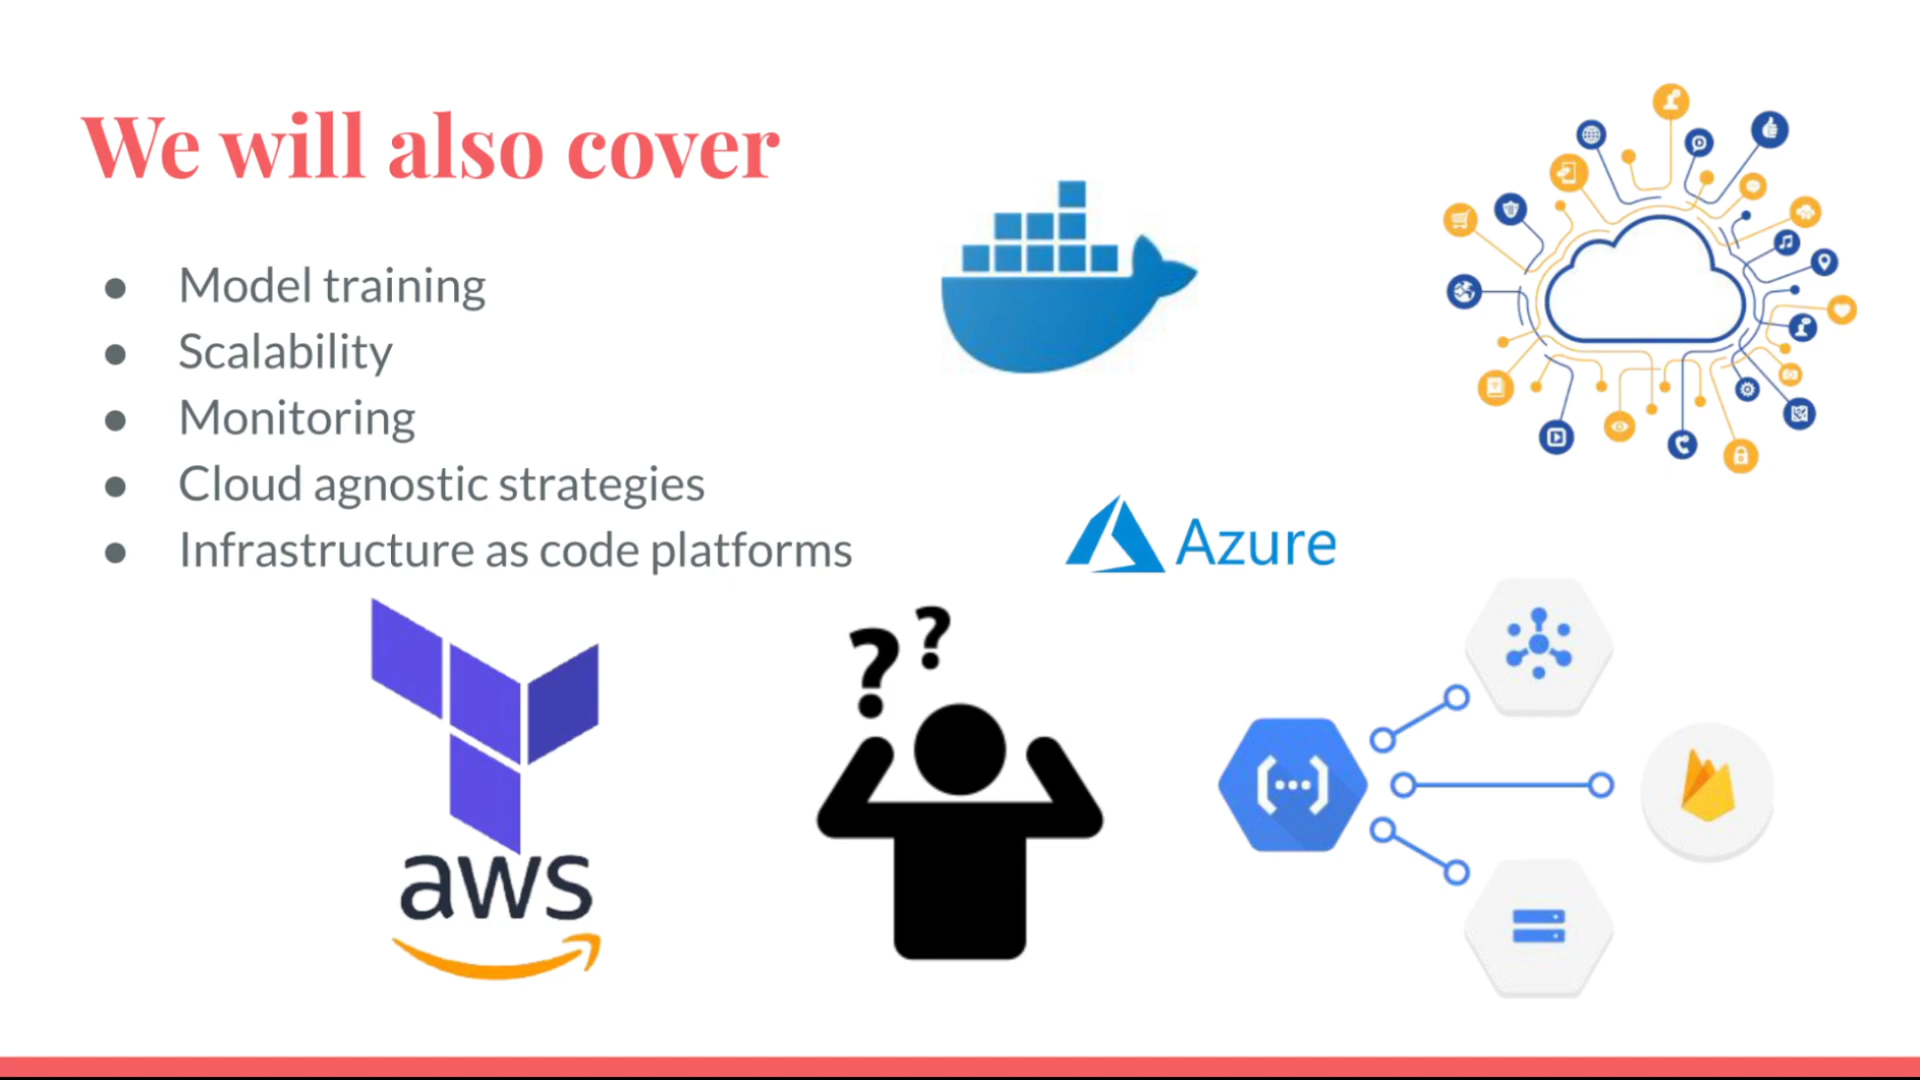 We will also cover
● Model training
● Scalability
● Monitoring
● Cloud agnostic strategies
● Infrastructure as code platforms
Azure
? ?
aws